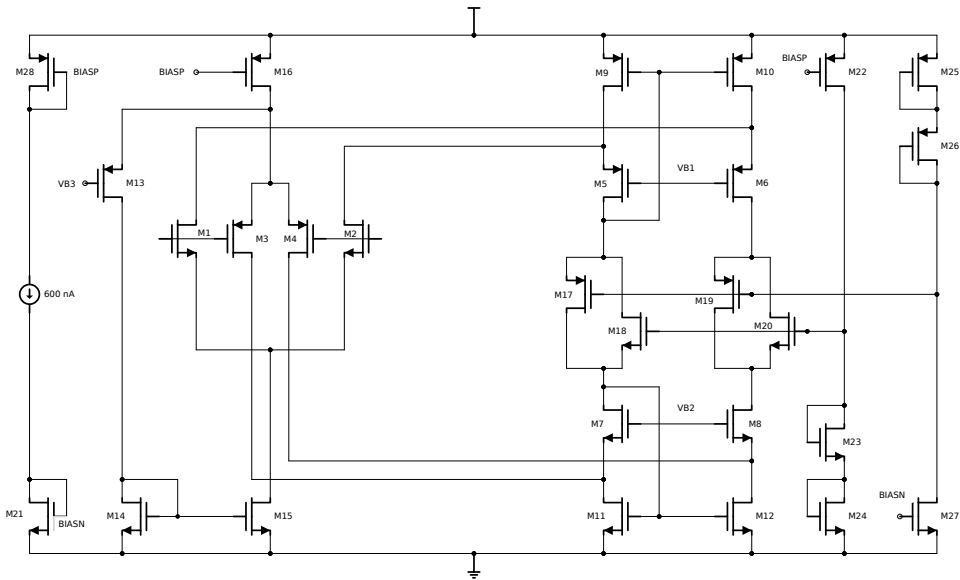 BIASP
M28
BIASP
M16
M9
M10
BIASP
M22
M25
M26
VB3
M13
VB1
M5
M6
M1
M3
M4
M2
600 nA
M17
M19
M18
M20
VB2
M7
M8
M23
M21
BIASN
M14
M15
M11
M12
M24
BIASN
M27